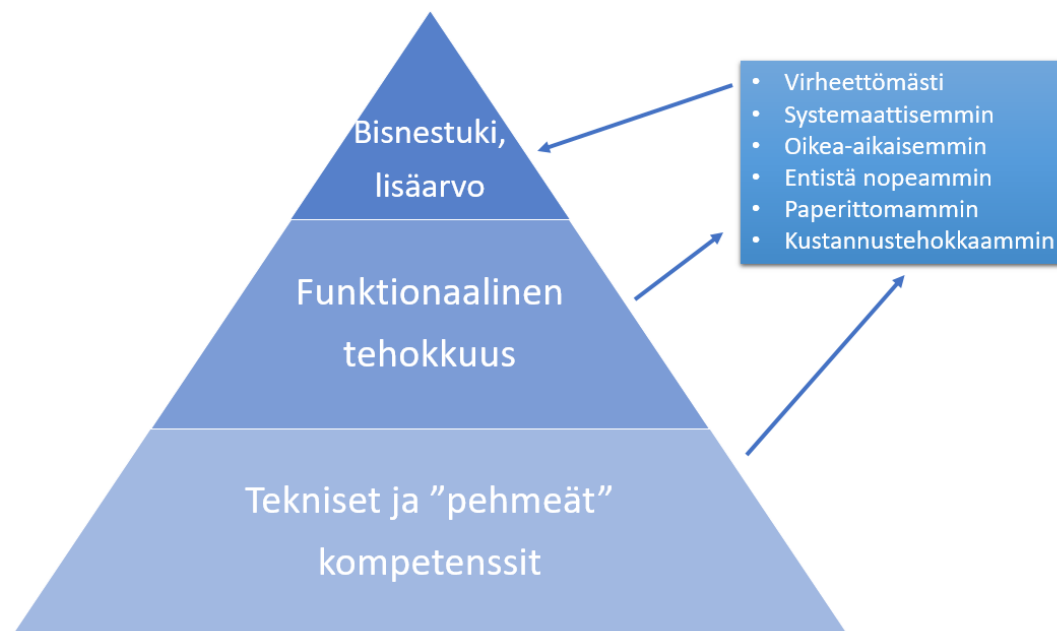 Bisnestuki,
lisäarvo
Funktionaalinen
tehokkuus
Tekniset ja ”pehmeät”
kompetenssit
• Virheettömästi
• Systemaattisemmin
• Oikea-aikaisemmin
• Entistä nopeammin
• Paperittomammin
• Kustannustehokkaammin